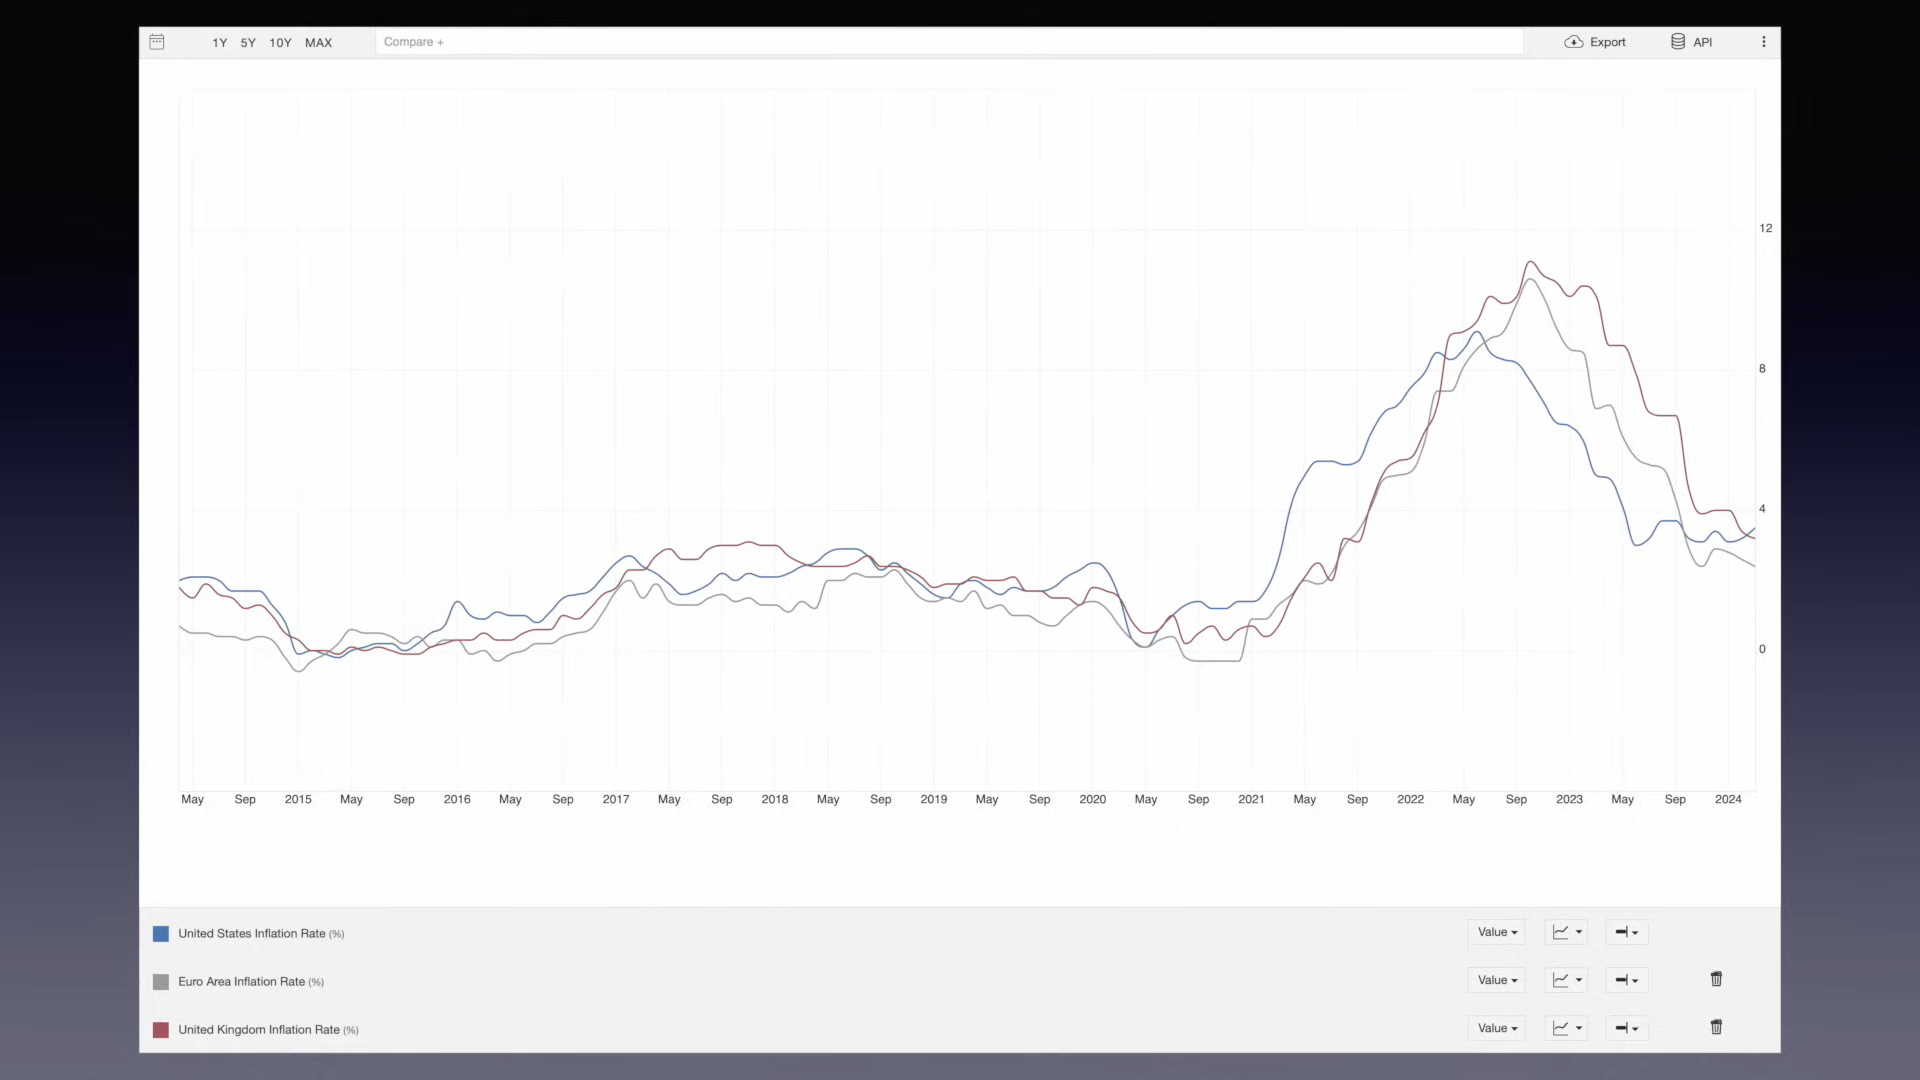 1Y 5Y 10Y MAX Compare + Export API
12
8
4
0
May Sep 2015 May Sep 2016 May Sep 2017 May Sep 2018 May Sep 2019 May Sep 2020 May Sep 2021 May Sep 2022 May Sep 2023 May Sep 2024
United States Inflation Rate (%) Value
Euro Area Inflation Rate (%) Value
United Kingdom Inflation Rate (%) Value